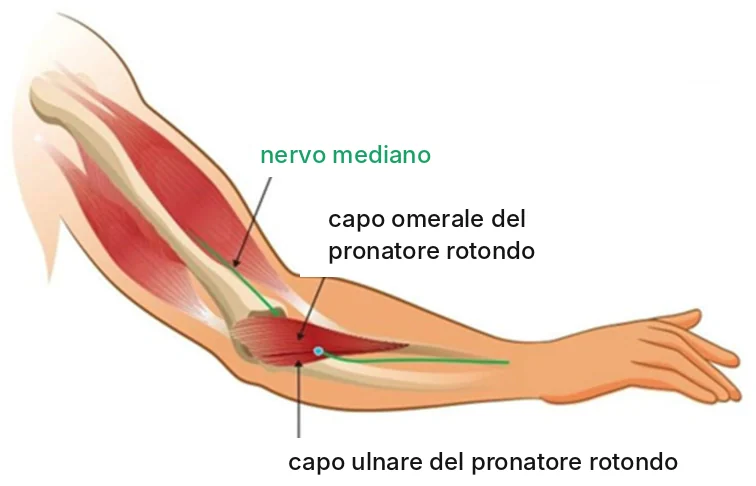 nervo mediano
capo omerale del
pronatore rotondo
capo ulnare del pronatore rotondo